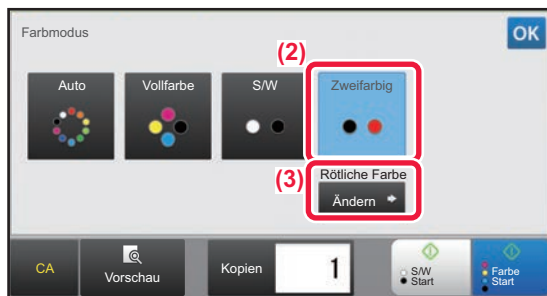 Farbmodus
OK
(2)
Auto
Vollfarbe
S/W
Zweifarbig
(3)
Rötliche Farbe
Ändern
CA
Vorschau
Kopien
1
S/W
Start
Farbe
Start